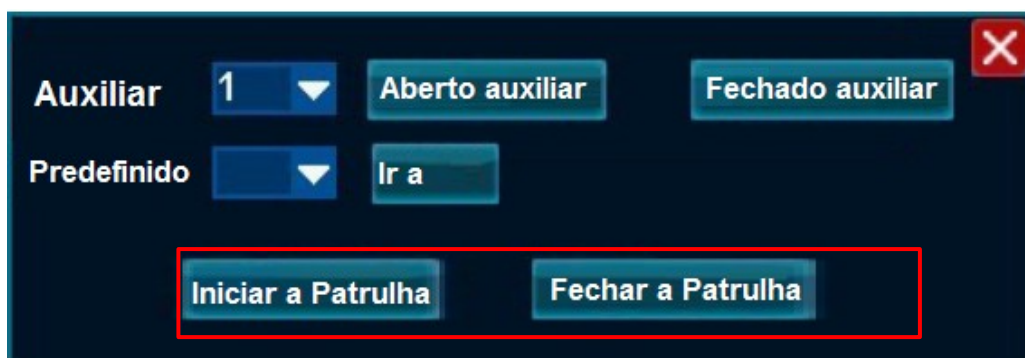 Auxiliar 1 Aberto auxiliar Fechado auxiliar
Predefinido Ir a
Iniciar a Patrulha Fechar a Patrulha